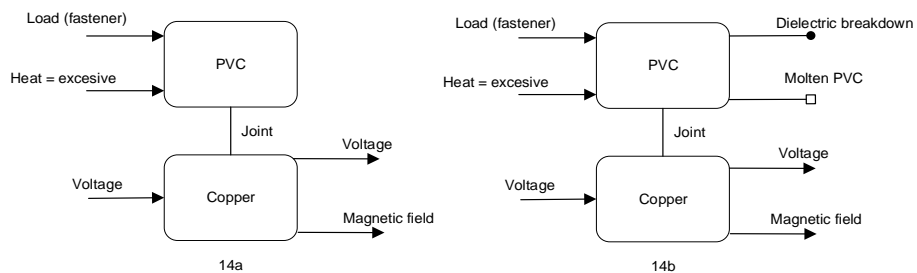 Load (fastener)
PVC
Heat = excesive
Joint
Voltage
Voltage
Copper
Magnetic field
14a
Load (fastener)
Dielectric breakdown
PVC
Heat = excesive
Molten PVC
Joint
Voltage
Voltage
Copper
Magnetic field
14b